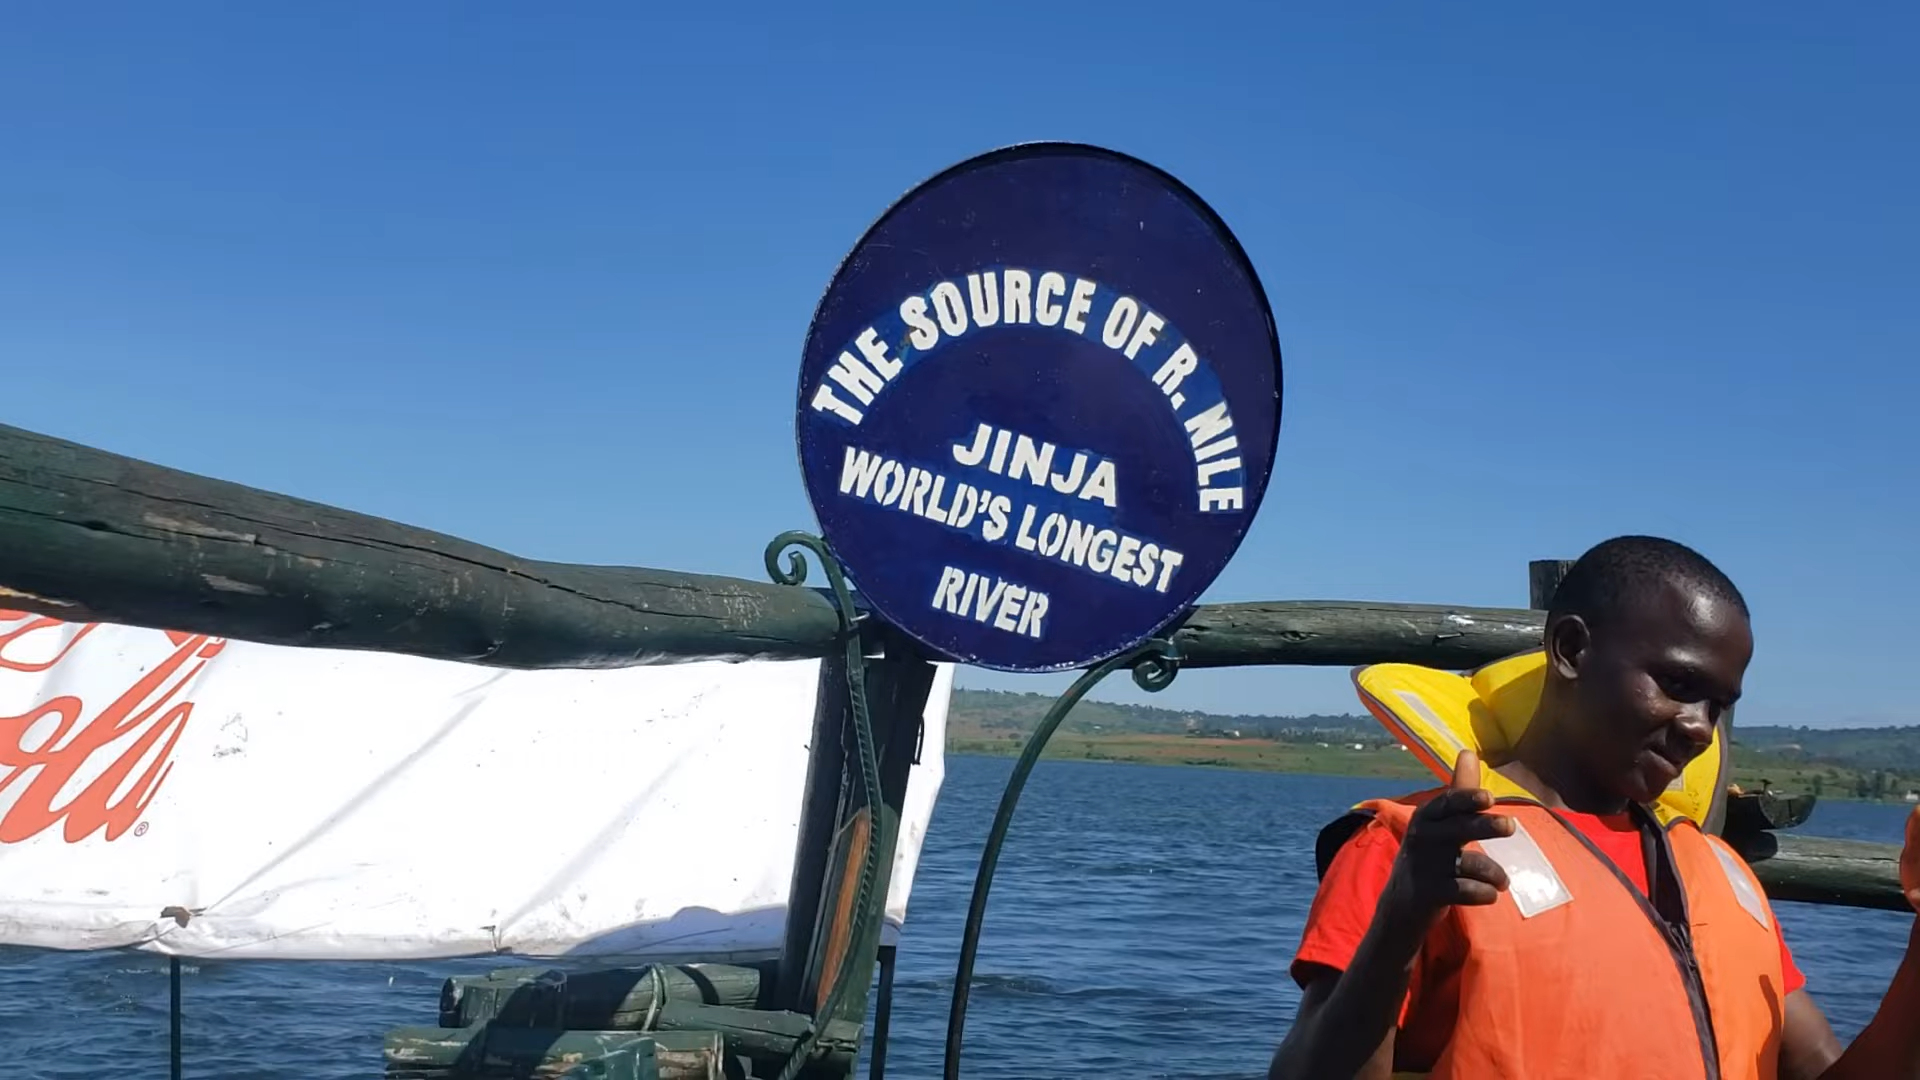 THE SOURCE OF R. NILE
JINJA
WORLD'S LONGEST
RIVER
®